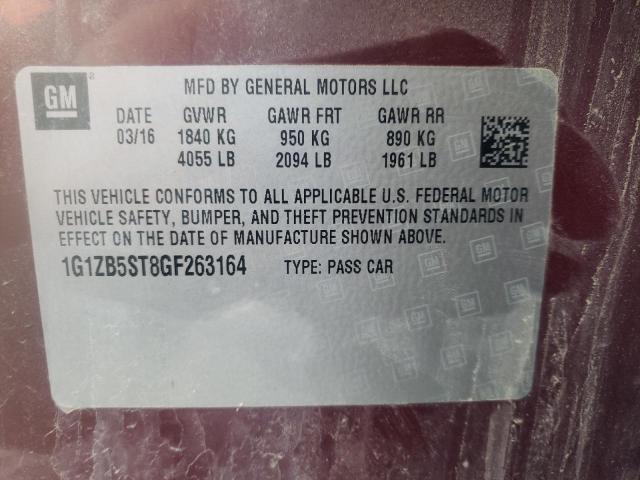 GM
MFD BY GENERAL MOTORS LLC
DATE GVWR GAWR FRT GAWR RR
03/16 1840 KG 950 KG 890 KG
4055 LB 2094 LB 1961 LB
THIS VEHICLE CONFORMS TO ALL APPLICABLE U.S. FEDERAL MOTOR
VEHICLE SAFETY, BUMPER, AND THEFT PREVENTION STANDARDS IN
EFFECT ON THE DATE OF MANUFACTURE SHOWN ABOVE.
1G1ZB5ST8GF263164 TYPE: PASS CAR